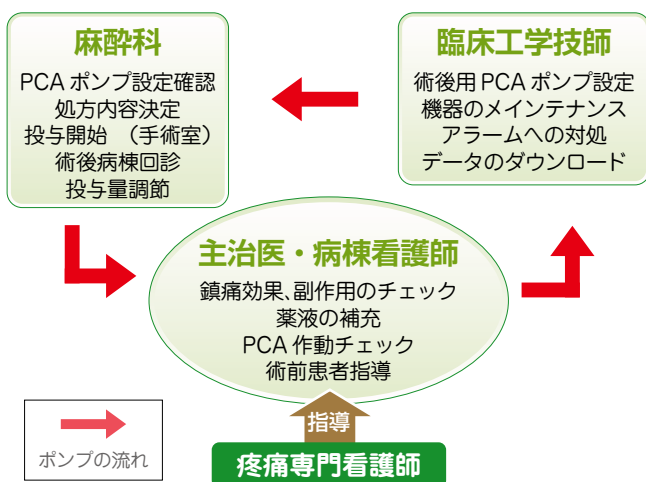 麻酔科
PCA ポンプ設定確認
処方内容決定
投与開始 （手術室）
術後病棟回診
投与量調節
臨床工学技師
術後用 PCA ポンプ設定
機器のメインテナンス
アラームへの対処
データのダウンロード
主治医・病棟看護師
鎮痛効果、副作用のチェック
薬液の補充
PCA 作動チェック
術前患者指導
指導
疼痛専門看護師
ポンプの流れ